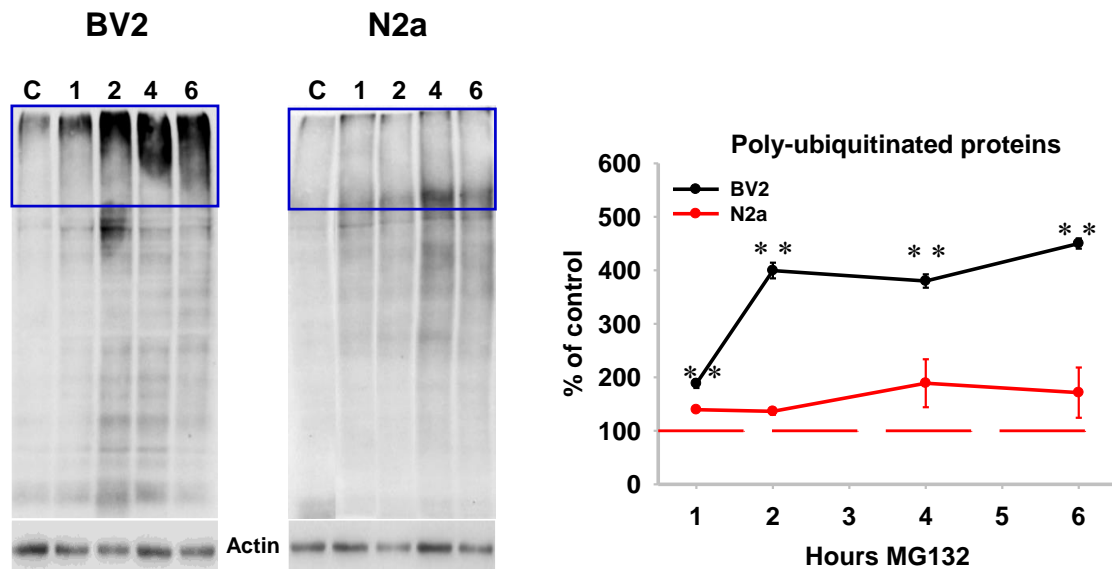 BV2
N2a
C 1 2 4 6
C 1 2 4 6
Actin
Poly-ubiquitinated proteins
BV2
N2a
% of control
600
500
400
300
200
100
0
* *
* *
* *
* *
1 2 3 4 5 6
Hours MG132